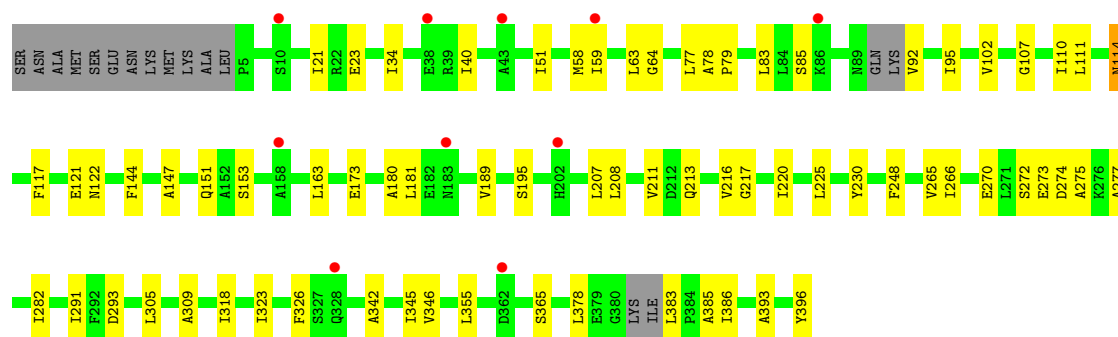 SER ASN ALA MET SER GLU ASN LYS MET LYS ALA LEU P5 S10 I21 R22 E23 I34 E38 R39 I40 A43 I51 M58 I59 L63 G64 L77 A78 P79 L83 L84 S85 K86 N89 GLN LYS V92 I95 V102 G107 I110 L111 N114
F117 E121 N122 F144 A147 Q151 A152 S153 A158 L163 E173 A180 L181 E182 N183 V189 S195 H202 L207 L208 V211 D212 Q213 V216 G217 I220 L225 Y230 F248 V265 I266 E270 L271 S272 E273 D274 A275 K276 A277
I282 I291 F292 D293 L305 A309 I318 I323 F326 S327 Q328 A342 I345 V346 L355 D362 S365 L378 E379 G380 LYS ILE L383 P384 A385 I386 A393 Y396